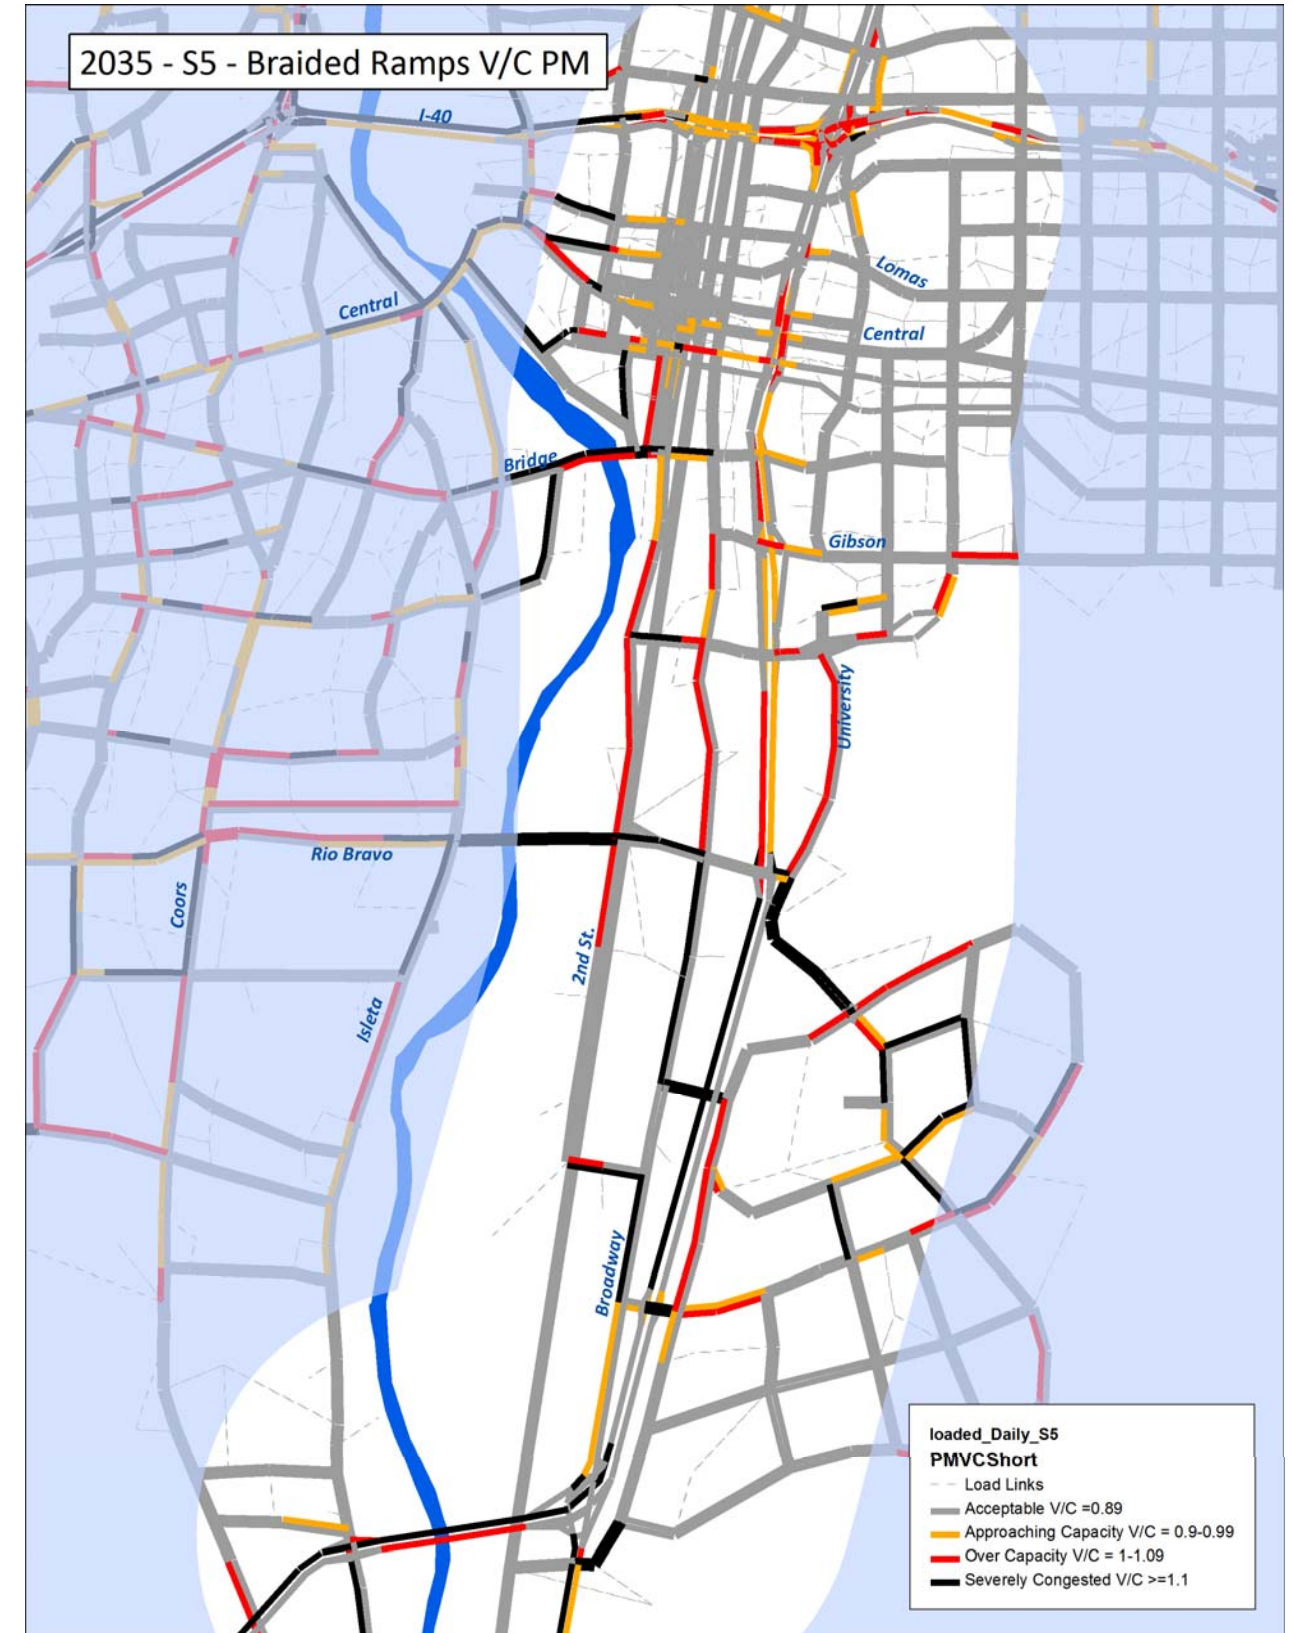 2035 - S5 - Braided Ramps V/C PM
I-40
Lomas
Central
Central
Bridge
Gibson
University
Rio Bravo
Coors
2nd St.
Isleta
Broadway
loaded_Daily_S5
PMVCShort
Load Links
Acceptable V/C =0.89
Approaching Capacity V/C = 0.9-0.99
Over Capacity V/C = 1-1.09
Severely Congested V/C >=1.1